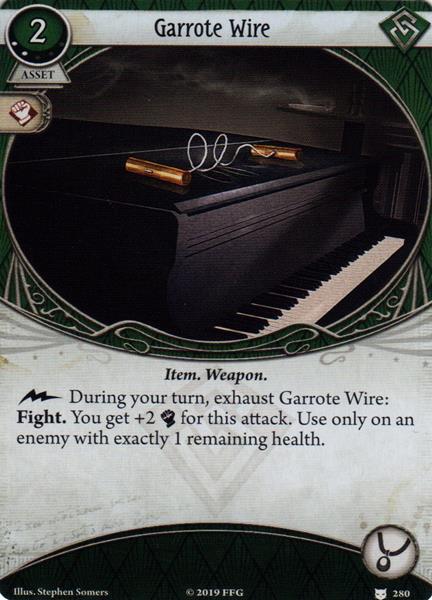 2
Garrote Wire
ASSET
Item. Weapon.
During your turn, exhaust Garrote Wire:
Fight. You get +2 for this attack. Use only on an
enemy with exactly 1 remaining health.
Illus. Stephen Somers
© 2019 FFG
280